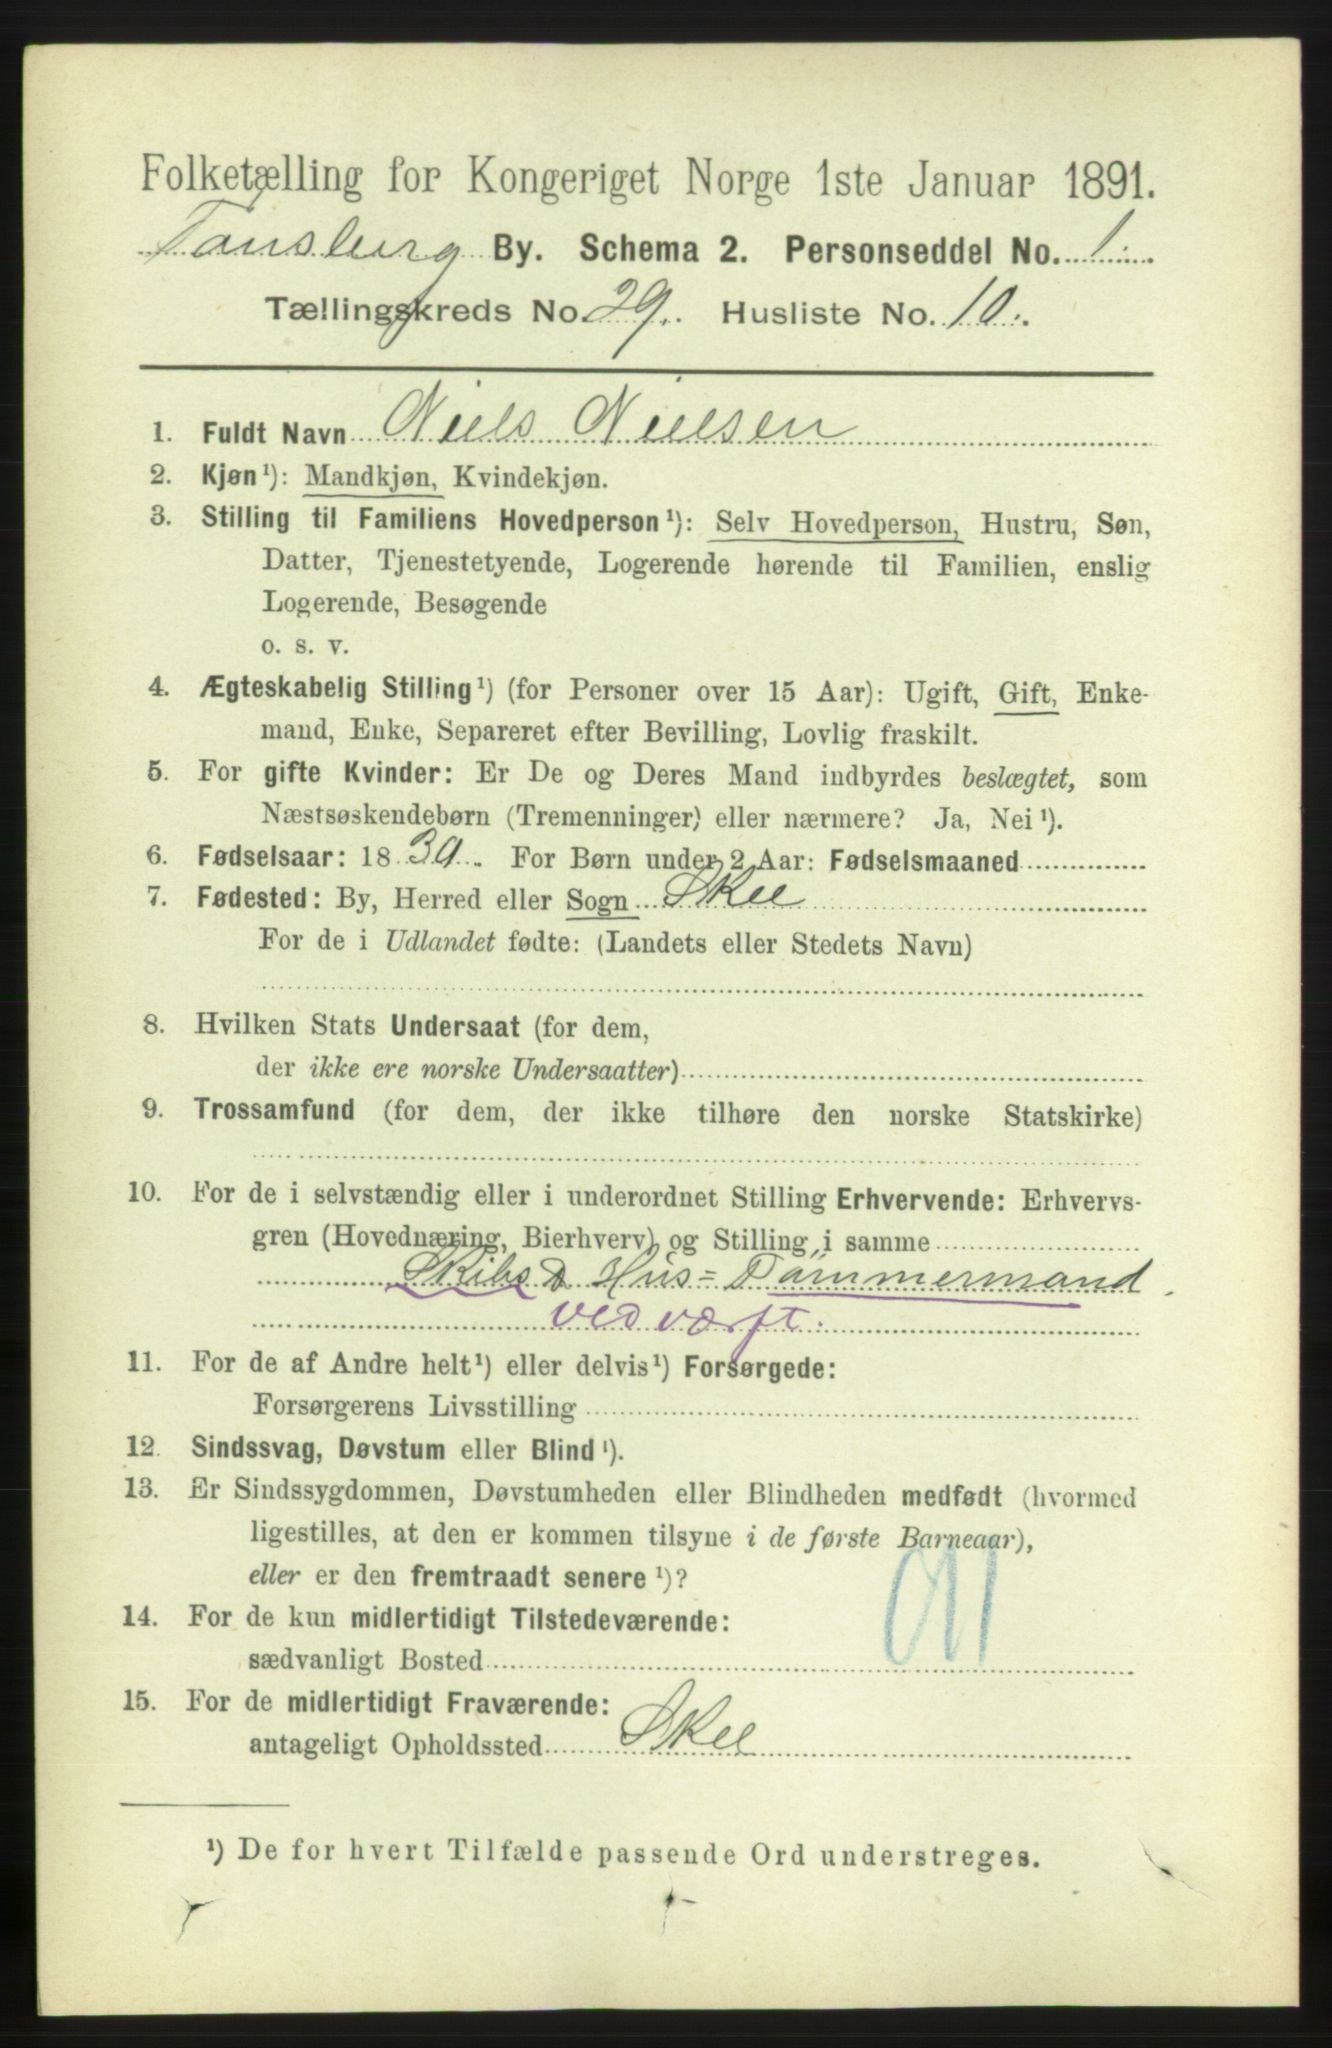 Folketælling for Kongeriget Norge 1ste Januar 1891.
Tønsberg By. Schema 2. Personseddel No. 1.
Tællingskreds No. 29. Husliste No. 10.
1. Fuldt Navn Niels Nielsen
2. Kjøn¹): Mandkjøn, Kvindekjøn.
3. Stilling til Familiens Hovedperson¹): Selv Hovedperson, Hustru, Søn,
Datter, Tjenestetyende, Logerende hørende til Familien, enslig
Logerende, Besøgende
o. s. v.
4. Ægteskabelig Stilling¹) (for Personer over 15 Aar): Ugift, Gift, Enke-
mand, Enke, Separeret efter Bevilling, Lovlig fraskilt.
5. For gifte Kvinder: Er De og Deres Mand indbyrdes beslægtet, som
Næstsøskendebørn (Tremenninger) eller nærmere? Ja, Nei¹).
6. Fødselsaar: 1839. For Børn under 2 Aar: Fødselsmaaned
7. Fødested: By, Herred eller Sogn Skee
For de i Udlandet fødte: (Landets eller Stedets Navn)
8. Hvilken Stats Undersaat (for dem,
der ikke ere norske Undersaatter)
9. Trossamfund (for dem, der ikke tilhøre den norske Statskirke)
10. For de i selvstændig eller i underordnet Stilling Erhvervende: Erhvervs-
gren (Hovednæring, Bierhverv) og Stilling i samme
Skibs & Hus=Tømmermand
ved værft.
11. For de af Andre helt¹) eller delvis¹) Forsørgede:
Forsørgerens Livsstilling
12. Sindssvag, Døvstum eller Blind¹).
13. Er Sindssygdommen, Døvstumheden eller Blindheden medfødt (hvormed
ligestilles, at den er kommen tilsyne i de første Barneaar),
eller er den fremtraadt senere¹)?
14. For de kun midlertidigt Tilstedeværende:
sædvanligt Bosted
15. For de midlertidigt Fraværende:
antageligt Opholdssted Skee
¹) De for hvert Tilfælde passende Ord understreges.